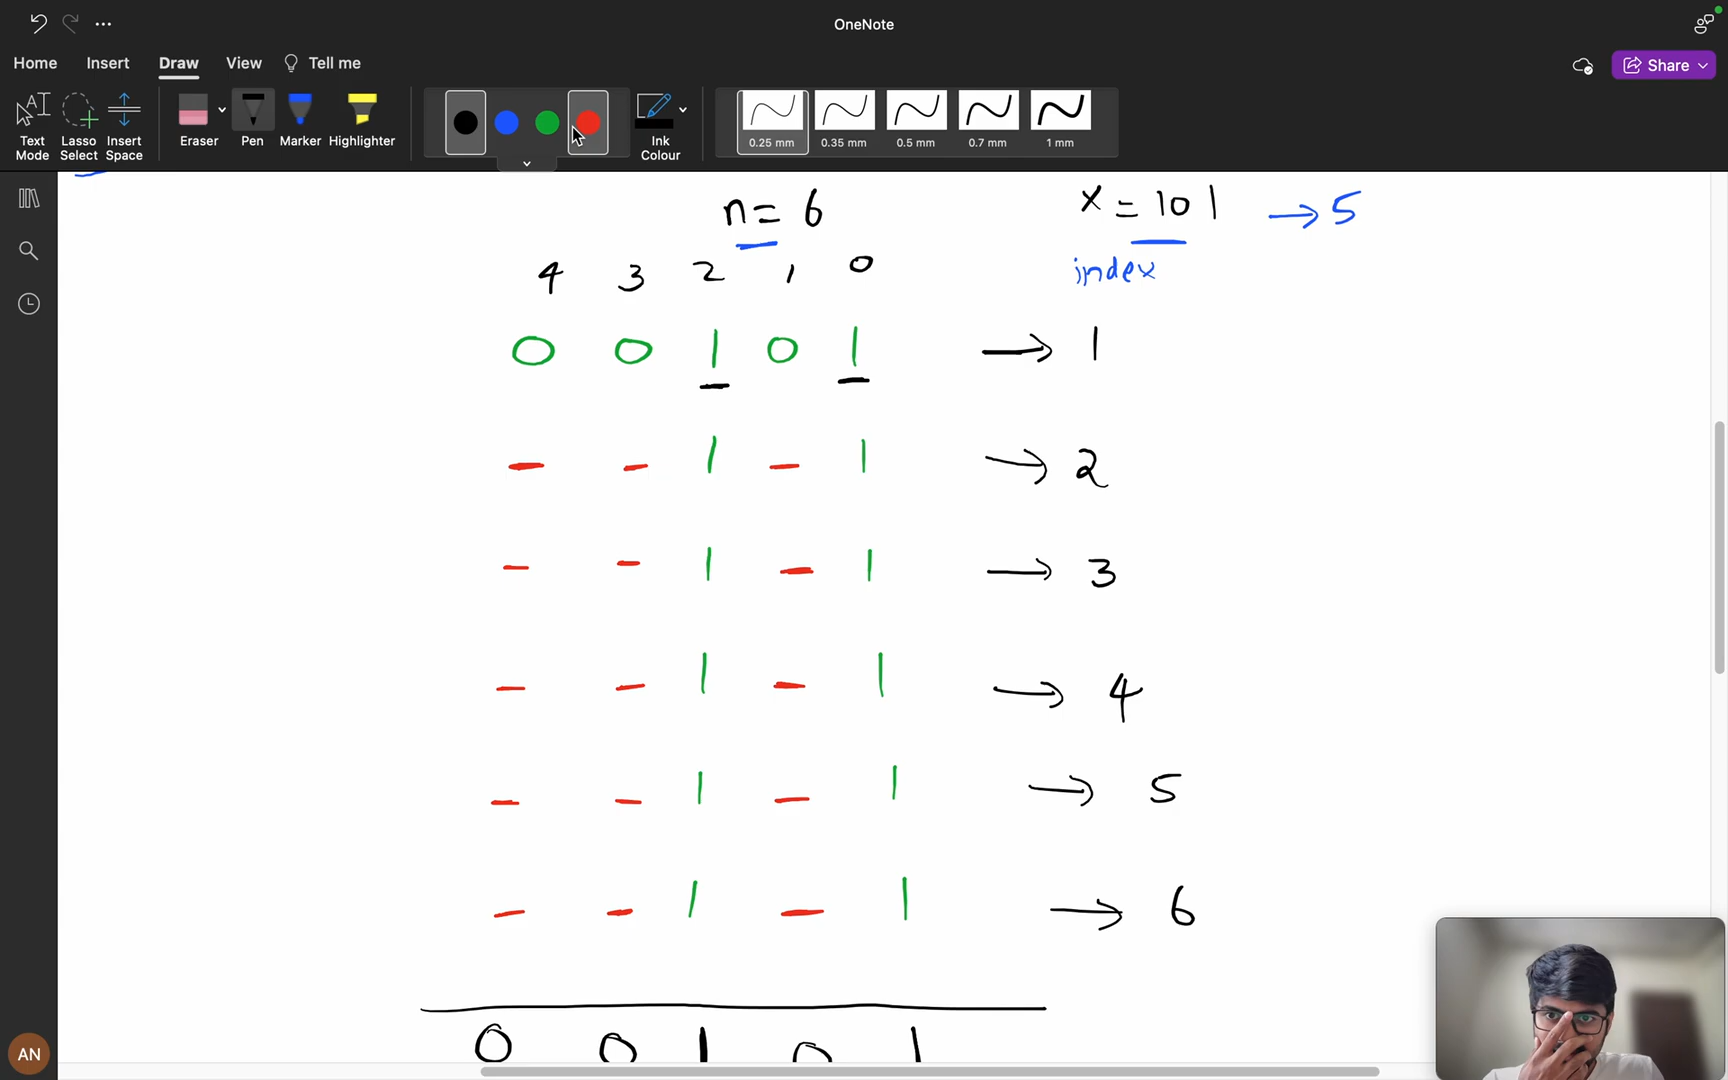 OneNote
Home Insert Draw View Tell me
Share
Text Mode
Lasso Select
Insert Space
Eraser
Pen
Marker
Highlighter
Ink Colour
0.25 mm
0.35 mm
0.5 mm
0.7 mm
1 mm
n = 6 x = 101 → 5
4 3 2 1 0 index
0 0 1 0 1 → 1
- - 1 - 1 → 2
- - 1 - 1 → 3
- - 1 - 1 → 4
- - 1 - 1 → 5
- - 1 - 1 → 6
0 0 1 0 1
AN